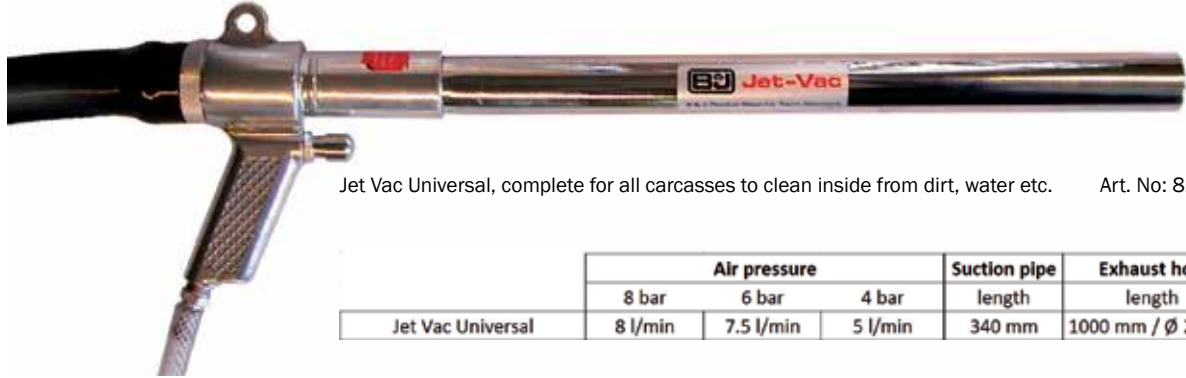 BJ Jet-Vac
Jet Vac Universal, complete for all carcasses to clean inside from dirt, water etc. Art. No: 8
Air pressure Suction pipe Exhaust
8 bar 6 bar 4 bar length length
Jet Vac Universal 8 l/min 7.5 l/min 5 l/min 340 mm 1000 mm / Ø